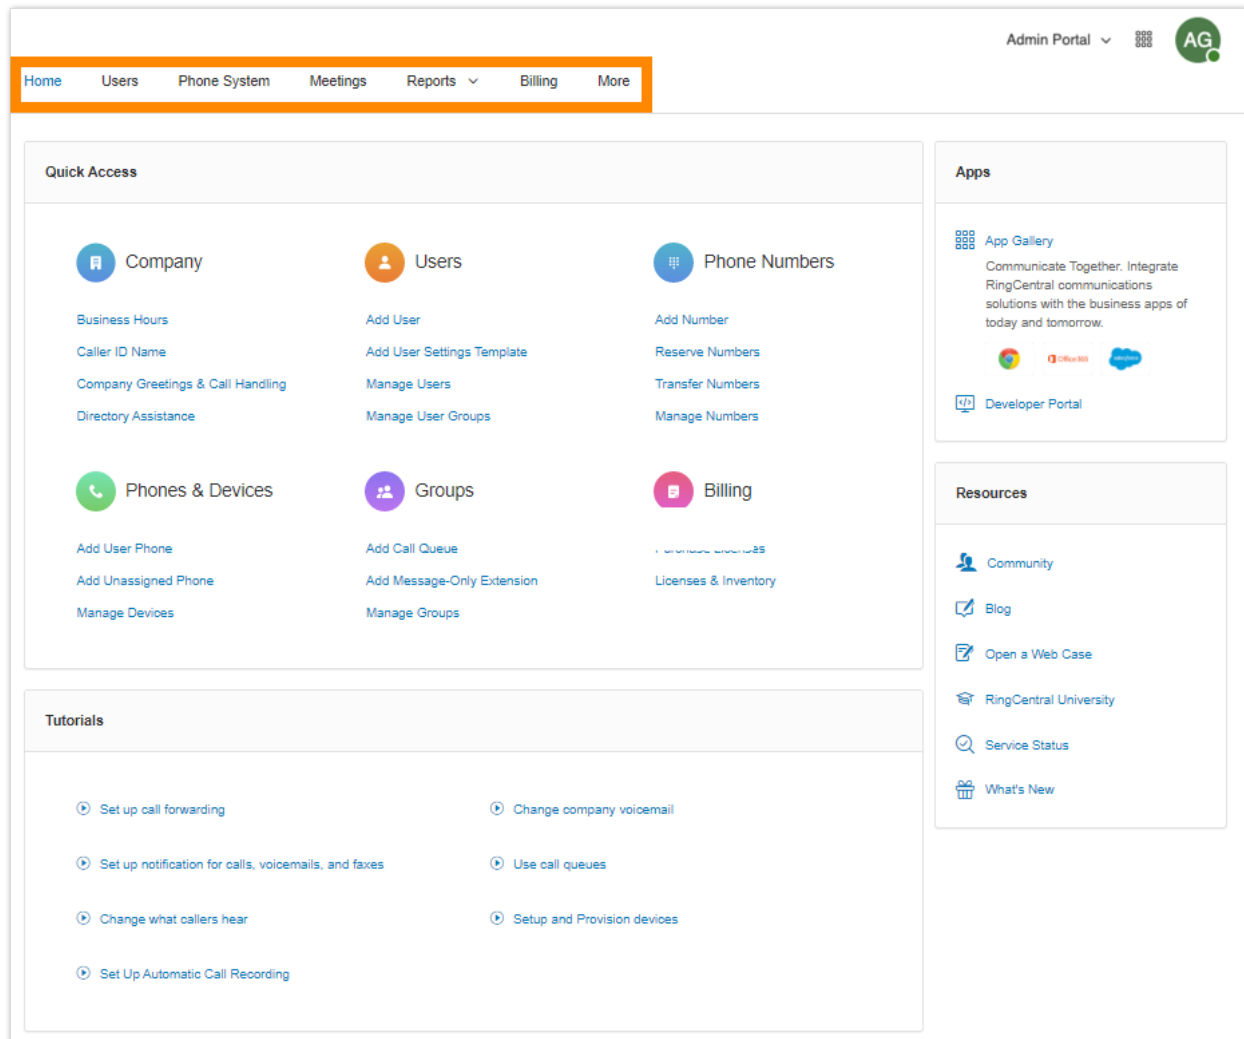 Admin Portal
AG
Home Users Phone System Meetings Reports Billing More
Quick Access
Company
Business Hours
Caller ID Name
Company Greetings & Call Handling
Directory Assistance
Users
Add User
Add User Settings Template
Manage Users
Manage User Groups
Phone Numbers
Add Number
Reserve Numbers
Transfer Numbers
Manage Numbers
Phones & Devices
Add User Phone
Add Unassigned Phone
Manage Devices
Groups
Add Call Queue
Add Message-Only Extension
Manage Groups
Billing
Licenses & Inventory
Tutorials
Set up call forwarding
Set up notification for calls, voicemails, and faxes
Change what callers hear
Set Up Automatic Call Recording
Change company voicemail
Use call queues
Setup and Provision devices
Apps
App Gallery
Communicate Together. Integrate
RingCentral communications
solutions with the business apps of
today and tomorrow.
Office 365
salesforce
Developer Portal
Resources
Community
Blog
Open a Web Case
RingCentral University
Service Status
What's New